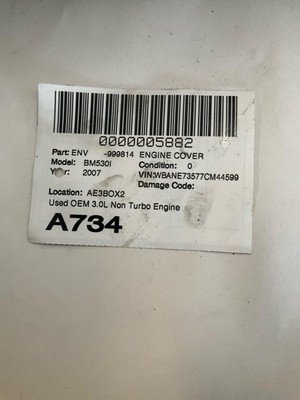 0000005882
Part: ENV -999814 ENGINE COVER
Model: BM530I Condition: 0
Year: 2007 VIN:WBANE73577CM44599
Damage Code:
Location: AE3BOX2
Used OEM 3.0L Non Turbo Engine
A734